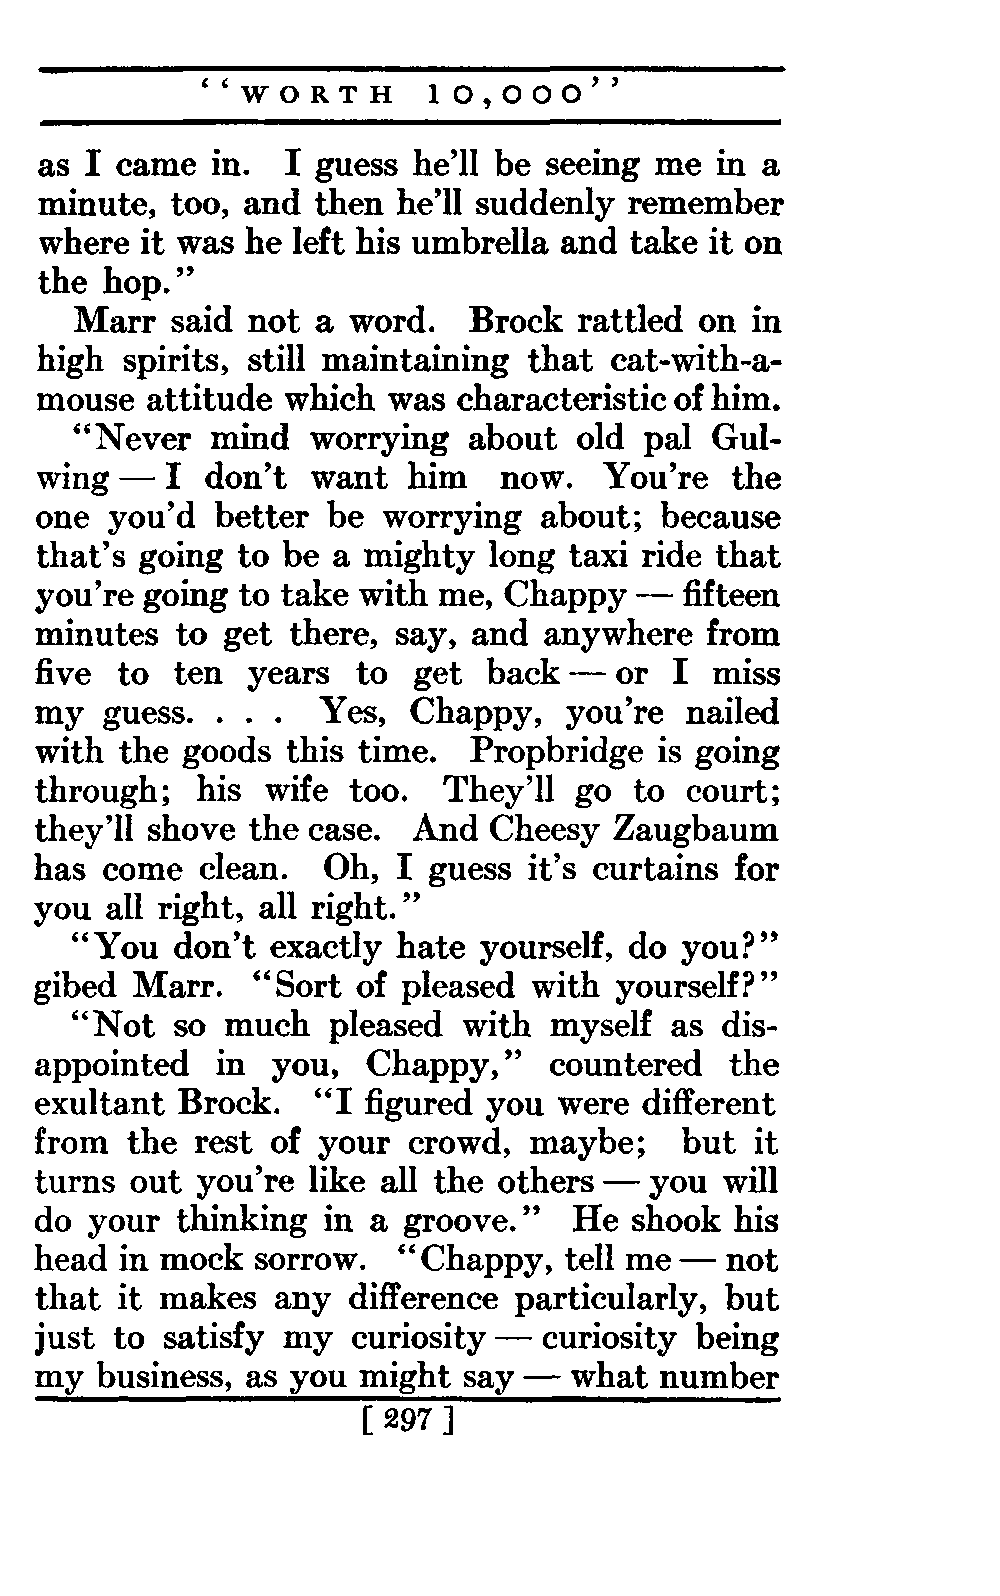 “WORTH 10,000”
as I came in. I guess he’ll be seeing me in a
minute, too, and then he’ll suddenly remember
where it was he left his umbrella and take it on
the hop.”
Marr said not a word. Brock rattled on in
high spirits, still maintaining that cat-with-a-
mouse attitude which was characteristic of him.
“Never mind worrying about old pal Gul-
wing — I don’t want him now. You’re the
one you’d better be worrying about; because
that’s going to be a mighty long taxi ride that
you’re going to take with me, Chappy — fifteen
minutes to get there, say, and anywhere from
five to ten years to get back — or I miss
my guess. . . . Yes, Chappy, you’re nailed
with the goods this time. Propbridge is going
through; his wife too. They’ll go to court;
they’ll shove the case. And Cheesy Zaugbaum
has come clean. Oh, I guess it’s curtains for
you all right, all right.”
“You don’t exactly hate yourself, do you?”
gibed Marr. “Sort of pleased with yourself?”
“Not so much pleased with myself as dis-
appointed in you, Chappy,” countered the
exultant Brock. “I figured you were different
from the rest of your crowd, maybe; but it
turns out you’re like all the others — you will
do your thinking in a groove.” He shook his
head in mock sorrow. “Chappy, tell me — not
that it makes any difference particularly, but
just to satisfy my curiosity — curiosity being
my business, as you might say — what number
[ 297 ]